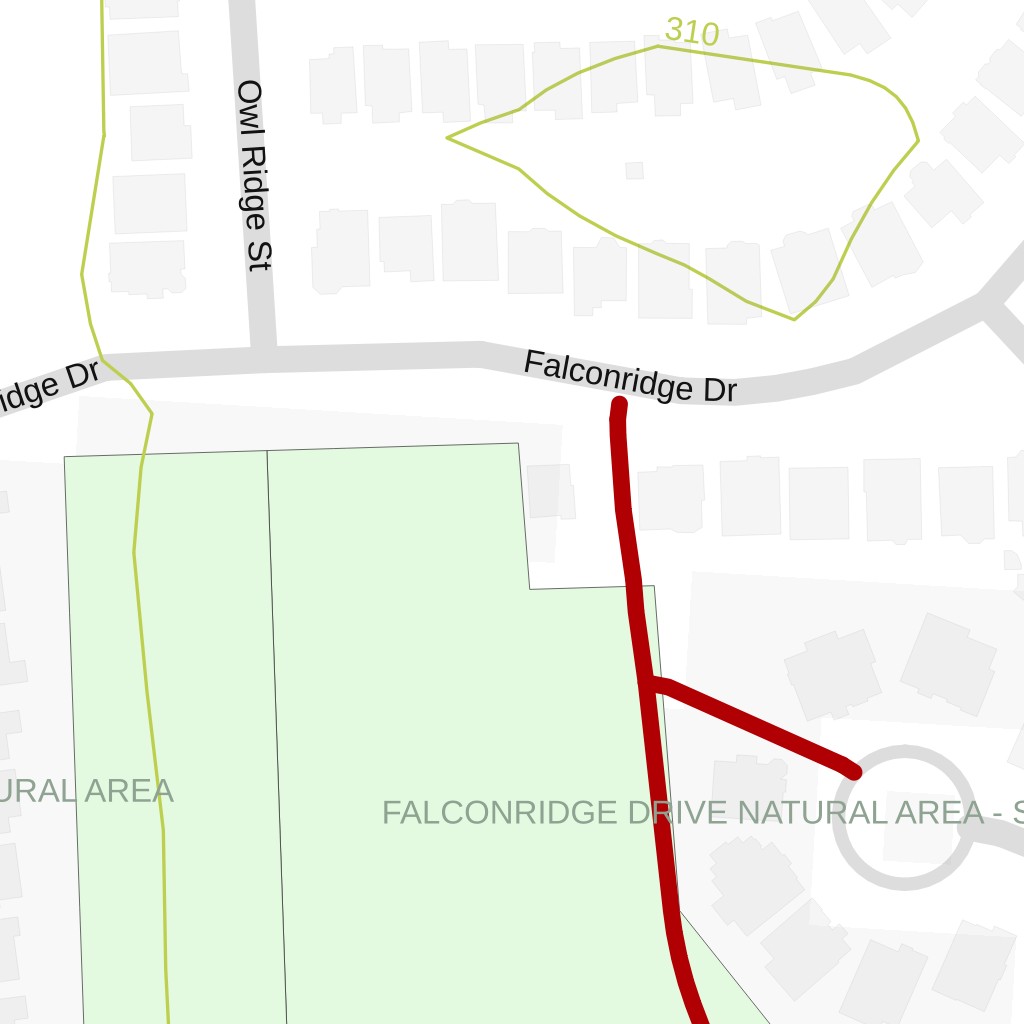 310
Owl Ridge St
idge Dr
Falconridge Dr
URAL AREA
FALCONRIDGE DRIVE NATURAL AREA - S